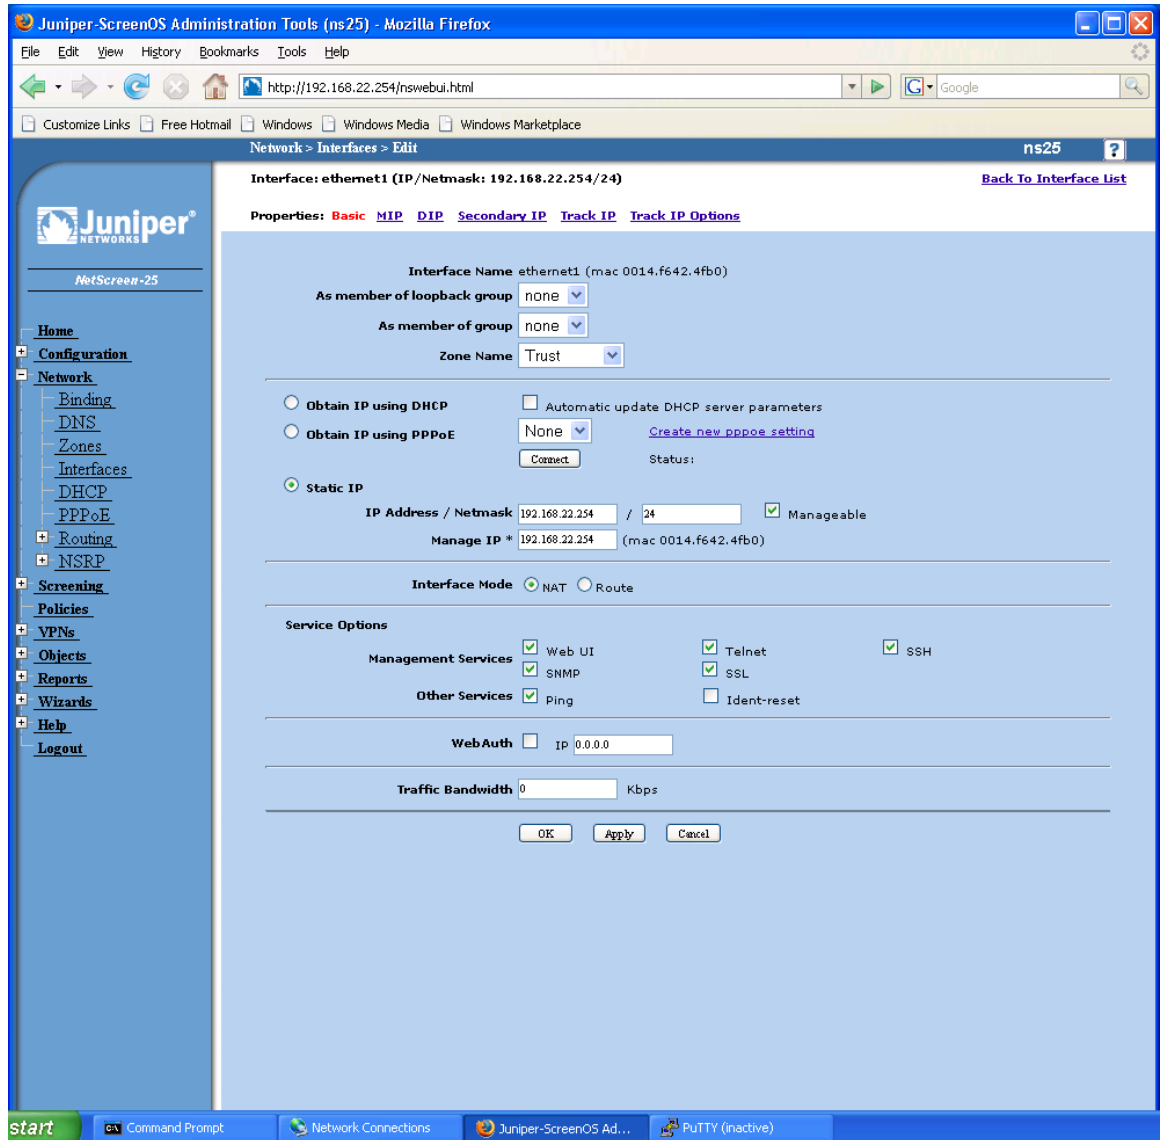 Juniper-ScreenOS Administration Tools (ns25) - Mozilla Firefox
File Edit View History Bookmarks Tools Help
http://192.168.22.254/nswebui.html G Google
Customize Links Free Hotmail Windows Windows Media Windows Marketplace
Network > Interfaces > Edit ns25 ?
Interface: ethernet1 (IP/Netmask: 192.168.22.254/24) Back To Interface List
Properties: Basic MIP DIP Secondary IP Track IP Track IP Options
Juniper®
NETWORKS
NetScreen-25
Home
Configuration
Network
Binding
DNS
Zones
Interfaces
DHCP
PPPoE
Routing
NSRP
Screening
Policies
VPNs
Objects
Reports
Wizards
Help
Logout
Interface Name ethernet1 (mac 0014.f642.4fb0)
As member of loopback group none
As member of group none
Zone Name Trust
Obtain IP using DHCP Automatic update DHCP server parameters
Obtain IP using PPPoE None Create new pppoe setting
Connect Status:
Static IP
IP Address / Netmask 192.168.22.254 / 24 Manageable
Manage IP * 192.168.22.254 (mac 0014.f642.4fb0)
Interface Mode NAT Route
Service Options
Management Services Web UI Telnet SSH
SNMP SSL
Other Services Ping Ident-reset
WebAuth IP 0.0.0.0
Traffic Bandwidth 0 Kbps
OK Apply Cancel
start Command Prompt Network Connections Juniper-ScreenOS Ad... PuTTY (inactive)